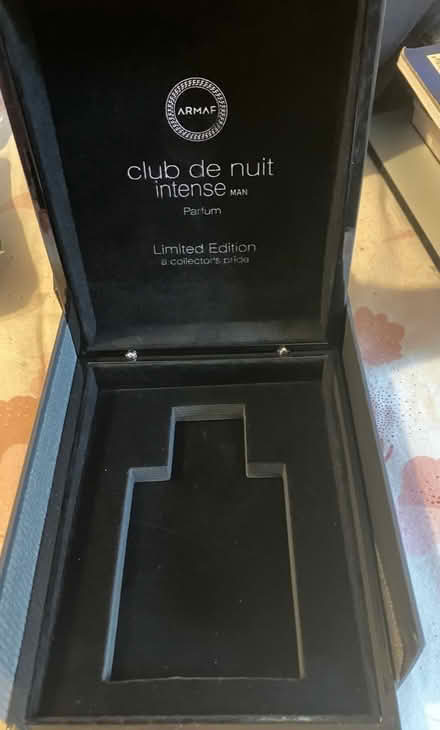 ARMAF
club de nuit
intense MAN
Parfum
Limited Edition
a collector's pride